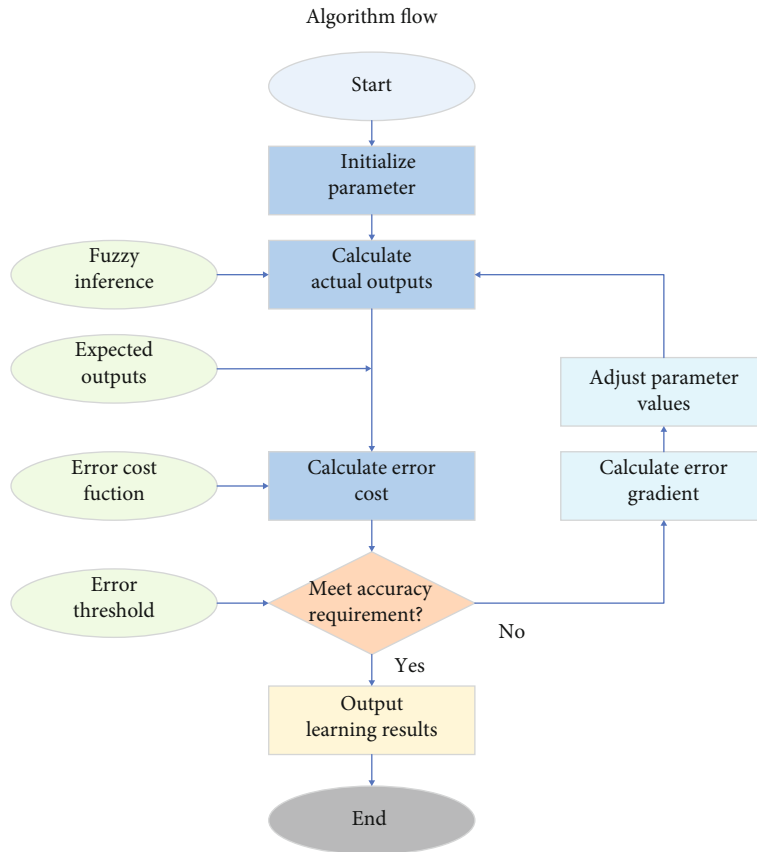 Algorithm flow
Start
Initialize
parameter
Fuzzy
inference
Calculate
actual outputs
Expected
outputs
Adjust parameter
values
Error cost
fuction
Calculate error
cost
Calculate error
gradient
Error
threshold
Meet accuracy
requirement?
No
Yes
Output
learning results
End